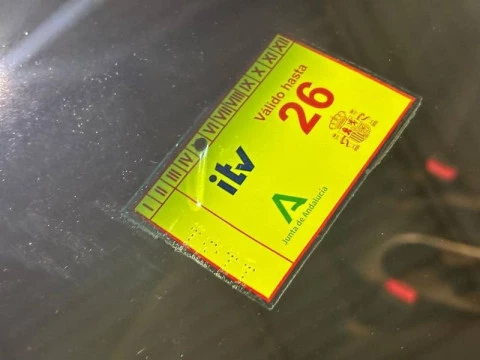 I II III IV VI VII VIII IX X XI XII
Válido hasta
26
itv
Junta de Andalucía